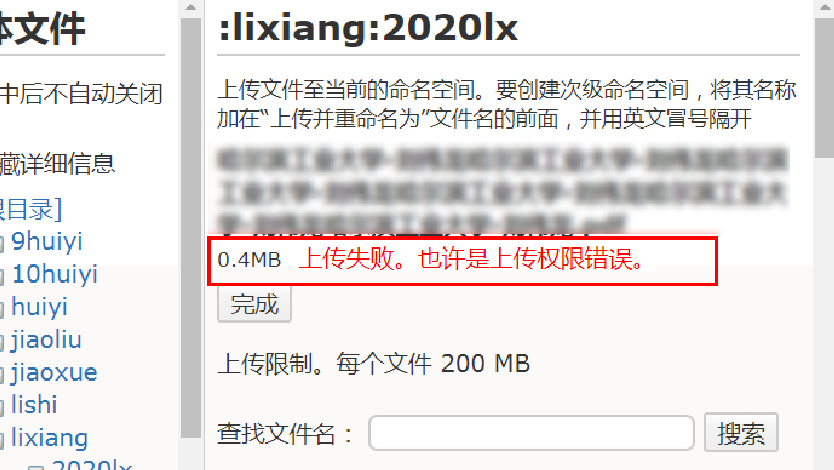 体文件
中后不自动关闭
藏详细信息
目录]
9huiyi
10huiyi
huiyi
jiaoliu
jiaoxue
lishi
lixiang
2020lx
:lixiang:2020lx
上传文件至当前的命名空间。要创建次级命名空间，将其名称
加在“上传并重命名为”文件名的前面，并用英文冒号隔开
0.4MB 上传失败。也许是上传权限错误。
完成
上传限制。每个文件 200 MB
查找文件名： 搜索